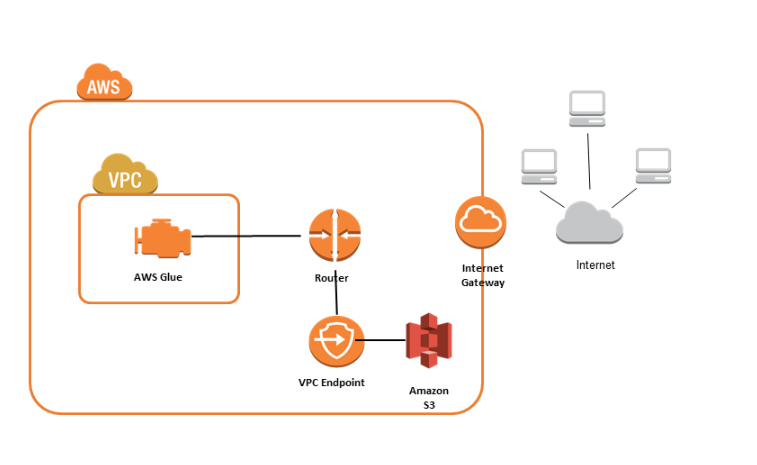 AWS
VPC
AWS Glue
Router
Internet
Gateway
Internet
VPC Endpoint
Amazon
S3